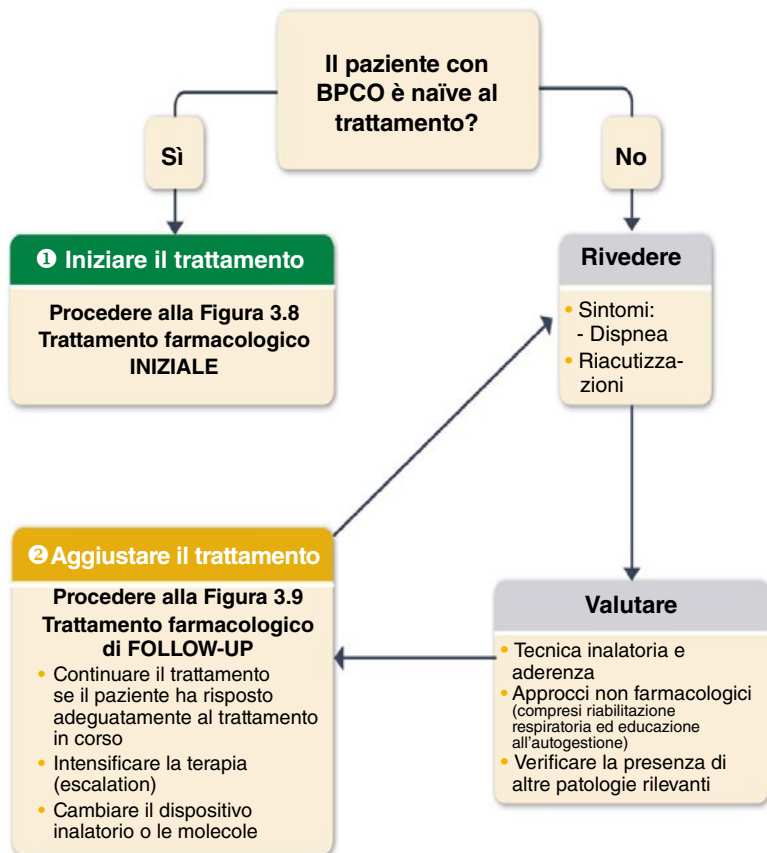 Il paziente con
BPCO è naïve al
trattamento?
Sì
No
❶ Iniziare il trattamento
Procedere alla Figura 3.8
Trattamento farmacologico
INIZIALE
Rivedere
• Sintomi:
- Dispnea
• Riacutizza-
zioni
❷ Aggiustare il trattamento
Procedere alla Figura 3.9
Trattamento farmacologico
di FOLLOW-UP
• Continuare il trattamento
se il paziente ha risposto
adeguatamente al trattamento
in corso
• Intensificare la terapia
(escalation)
• Cambiare il dispositivo
inalatorio o le molecole
Valutare
• Tecnica inalatoria e
aderenza
• Approcci non farmacologici
(compresi riabilitazione
respiratoria ed educazione
all'autogestione)
• Verificare la presenza di
altre patologie rilevanti